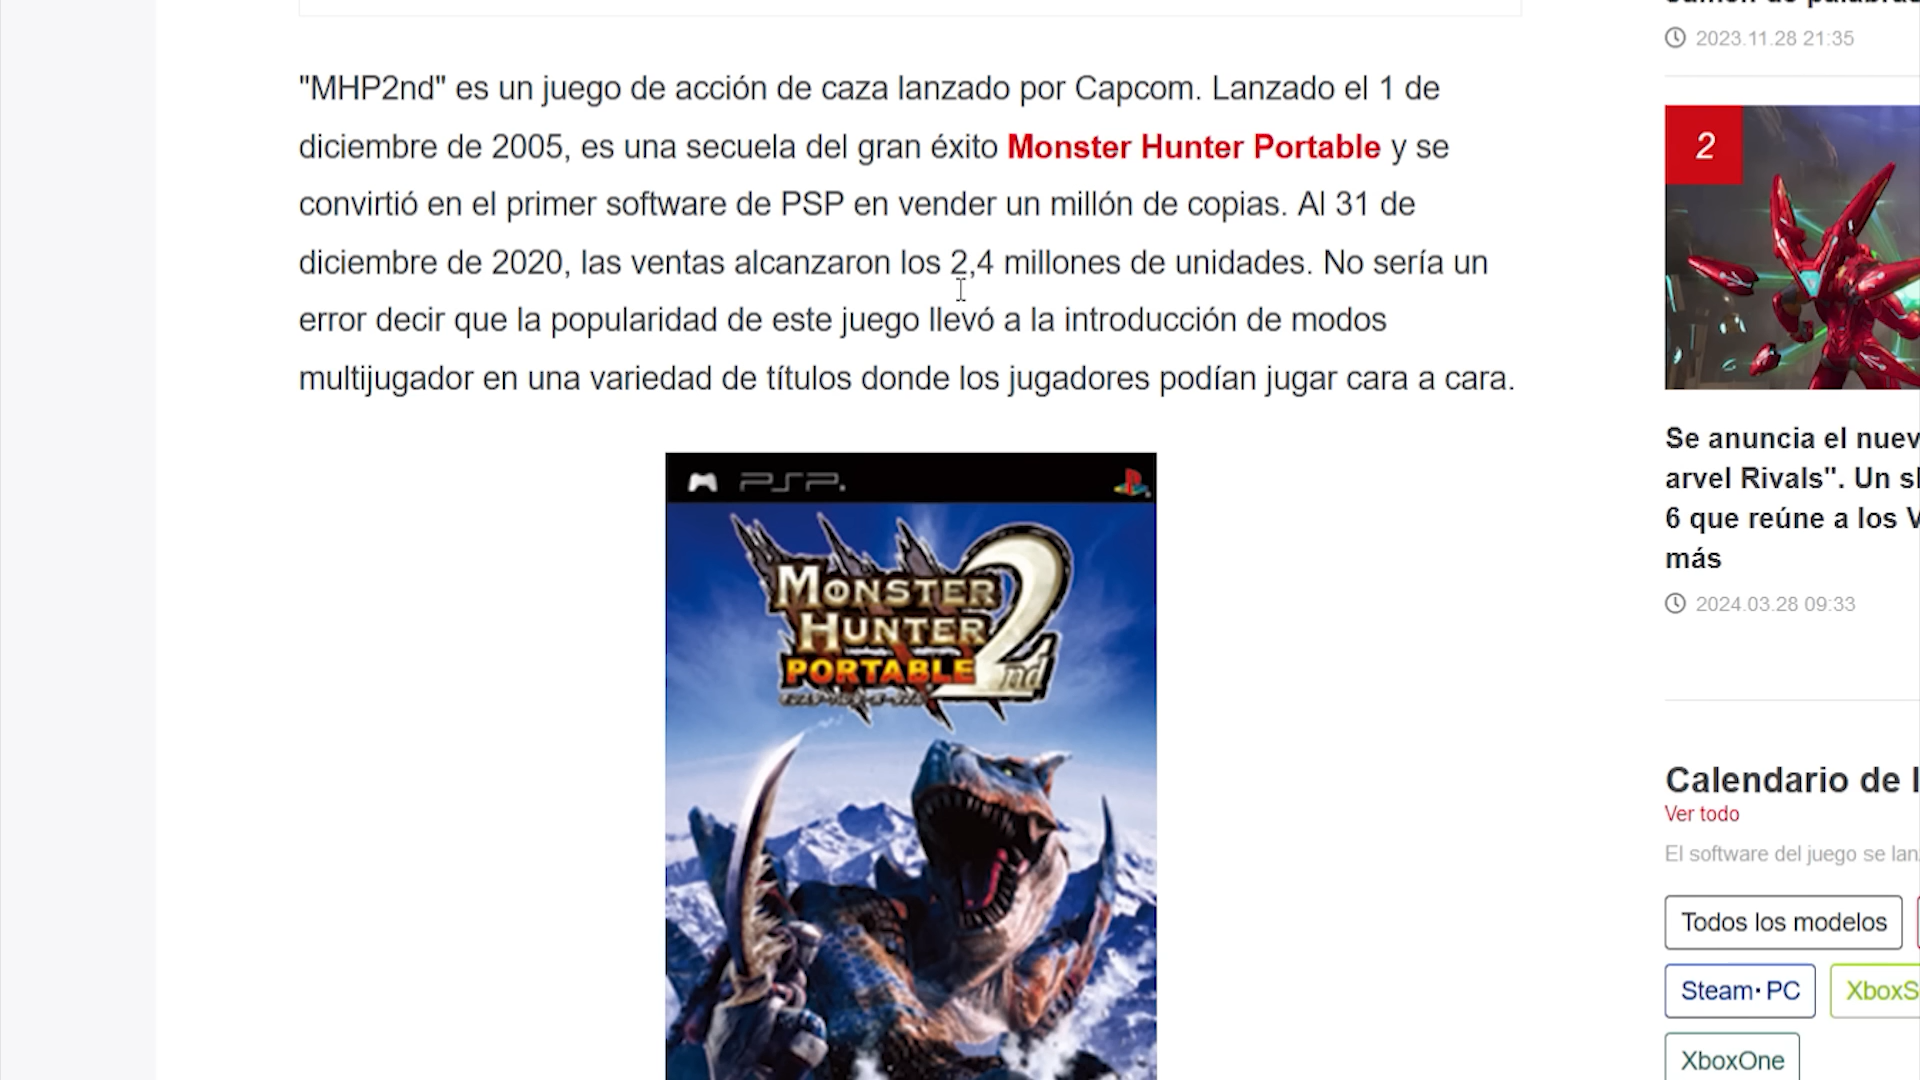 "MHP2nd" es un juego de acción de caza lanzado por Capcom. Lanzado el 1 de
diciembre de 2005, es una secuela del gran éxito Monster Hunter Portable y se
convirtió en el primer software de PSP en vender un millón de copias. Al 31 de
diciembre de 2020, las ventas alcanzaron los 2,4 millones de unidades. No sería un
error decir que la popularidad de este juego llevó a la introducción de modos
multijugador en una variedad de títulos donde los jugadores podían jugar cara a cara.
PSP
MONSTER
HUNTER
PORTABLE 2nd
2023.11.28 21:35
2
Se anuncia el nuev
arvel Rivals". Un sh
6 que reúne a los V
más
2024.03.28 09:33
Calendario de l
Ver todo
El software del juego se lan
Todos los modelos
Steam・PC
XboxS
XboxOne